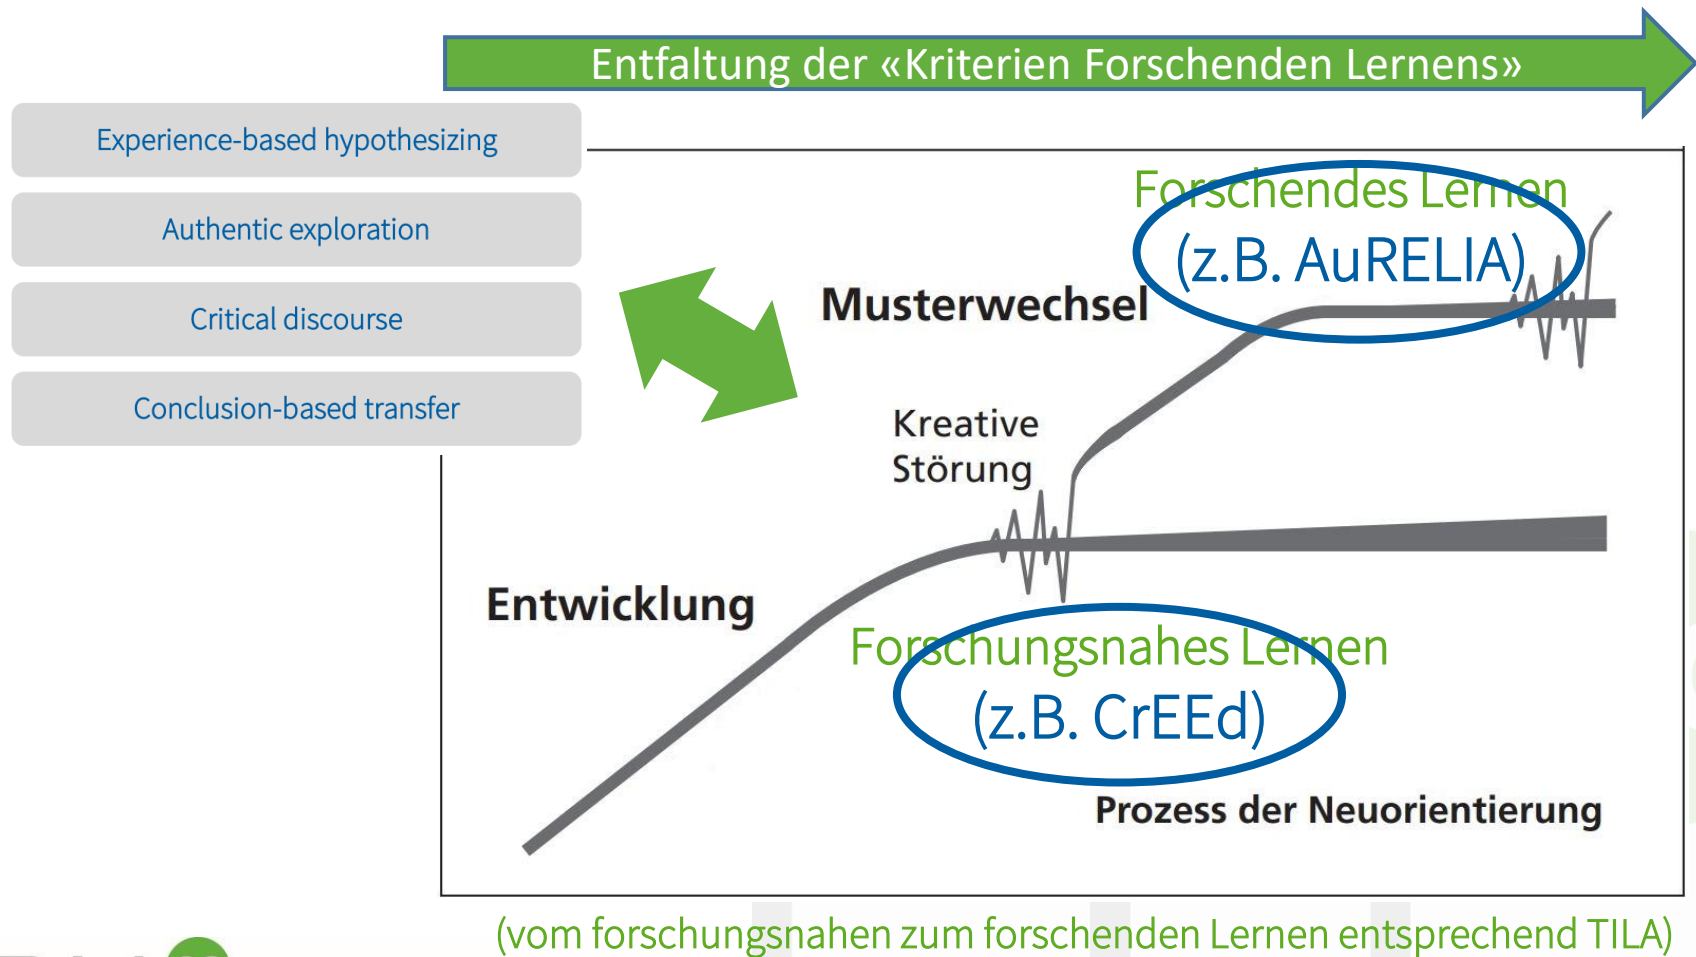 Entfaltung der «Kriterien Forschenden Lernens»
Experience-based hypothesizing
Authentic exploration
Critical discourse
Conclusion-based transfer
Forschendes Lernen
(z.B. AuRELIA)
Musterwechsel
Kreative
Störung
Entwicklung
Forschungsnahes Lernen
(z.B. CrEEd)
Prozess der Neuorientierung
(vom forschungsnahen zum forschenden Lernen entsprechend TILA)